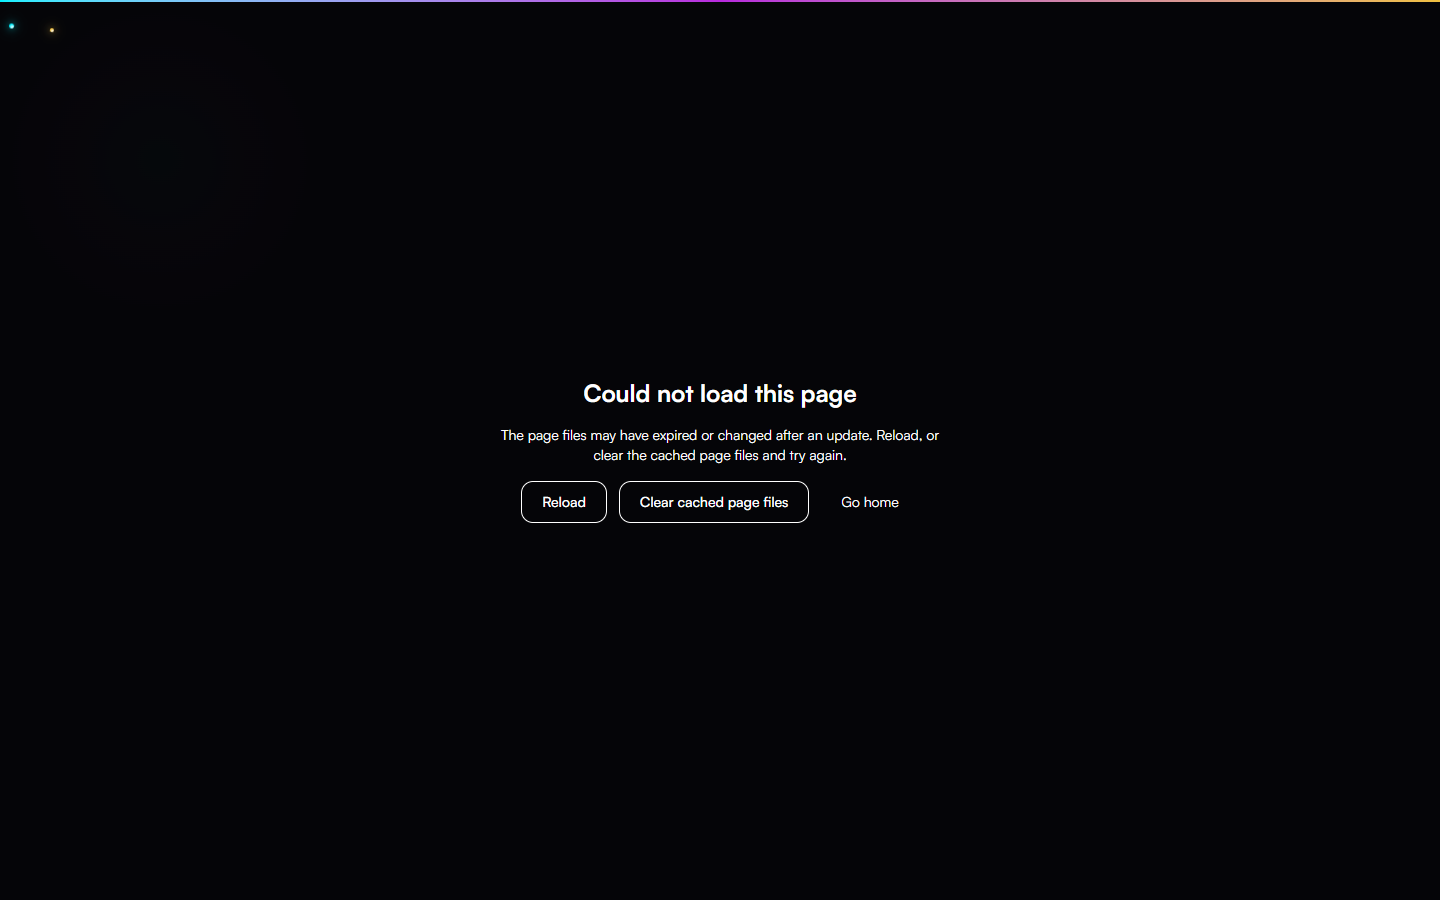 Could not load this page
The page files may have expired or changed after an update. Reload, or
clear the cached page files and try again.
Reload
Clear cached page files
Go home